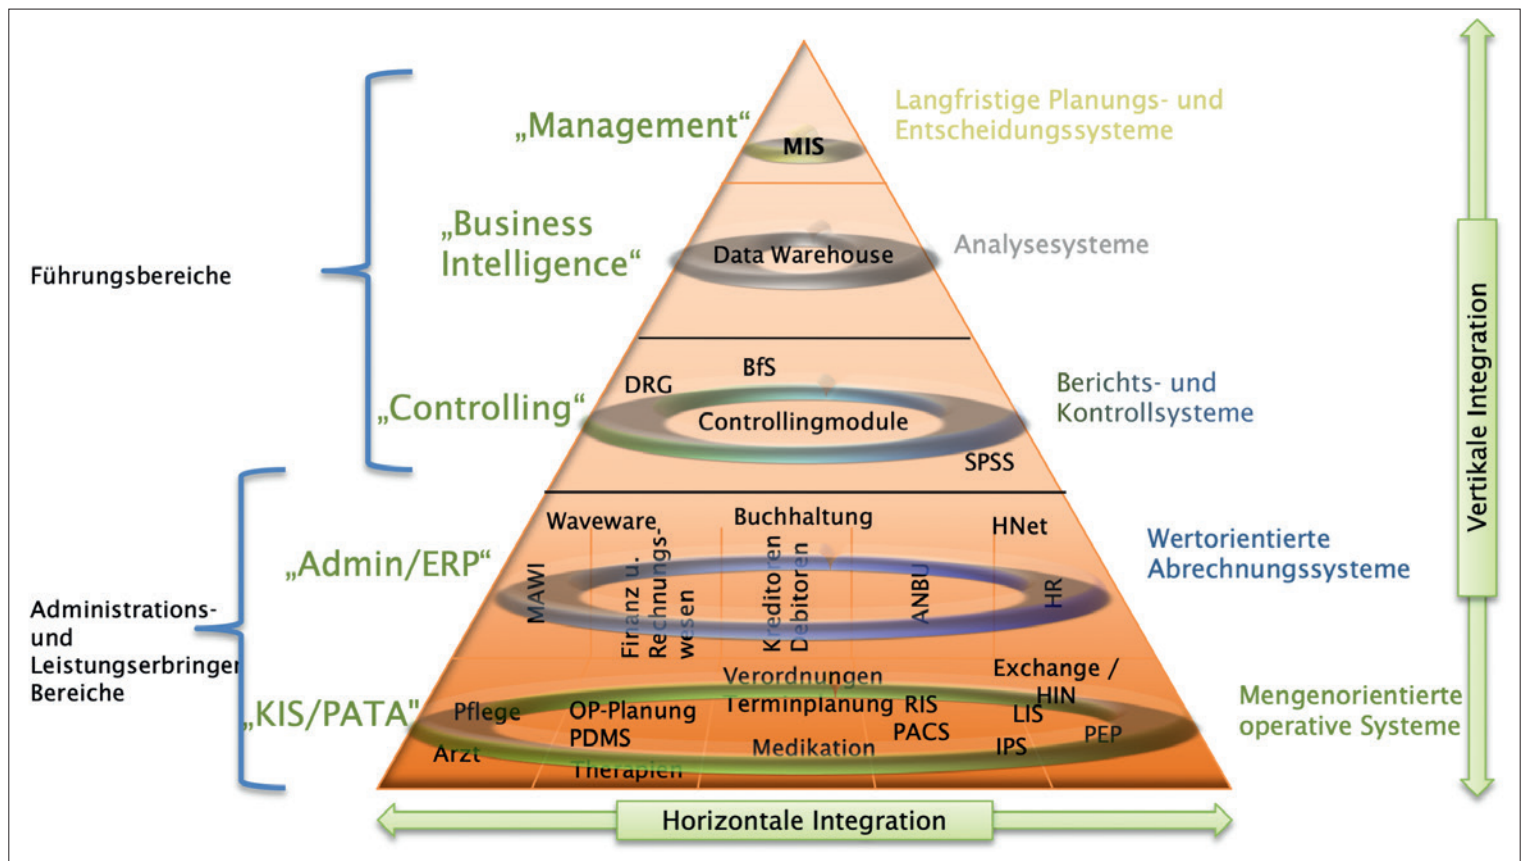 „Management“
MIS
Langfristige Planungs- und
Entscheidungssysteme
„Business
Intelligence“
Data Warehouse
Analysesysteme
Führungsbereiche
BfS
DRG
„Controlling“
Controllingmodule
SPSS
Berichts- und
Kontrollsysteme
Waveware
Buchhaltung
HNet
„Admin/ERP“
MAWI
Finanz u.
Rechnungs-
wesen
Kreditoren
Debitoren
ANBU
HR
Wertorientierte
Abrechnungssysteme
Administrations-
und
Leistungserbringer
Bereiche
„KIS/PATA"
Pflege
Arzt
OP-Planung
PDMS
Therapien
Verordnungen
Terminplanung
Medikation
RIS
PACS
Exchange /
HIN
LIS
IPS
PEP
Mengenorientierte
operative Systeme
Horizontale Integration
Vertikale Integration